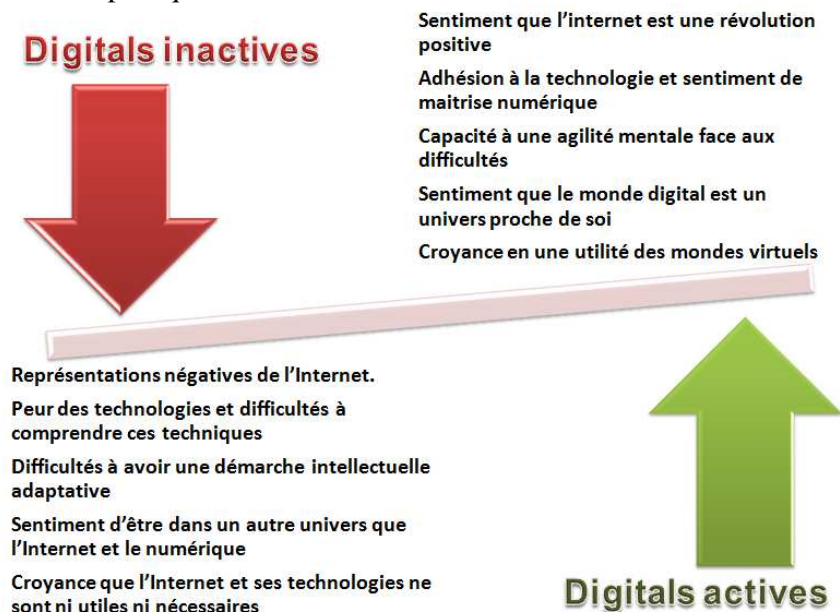 Digitals inactives
Sentiment que l’internet est une révolution
positive
Adhésion à la technologie et sentiment de
maitrise numérique
Capacité à une agilité mentale face aux
difficultés
Sentiment que le monde digital est un
univers proche de soi
Croyance en une utilité des mondes virtuels
Représentations négatives de l’Internet.
Peur des technologies et difficultés à
comprendre ces techniques
Difficultés à avoir une démarche intellectuelle
adaptative
Sentiment d’être dans un autre univers que
l’Internet et le numérique
Croyance que l’Internet et ses technologies ne
sont ni utiles ni nécessaires
Digitals actives